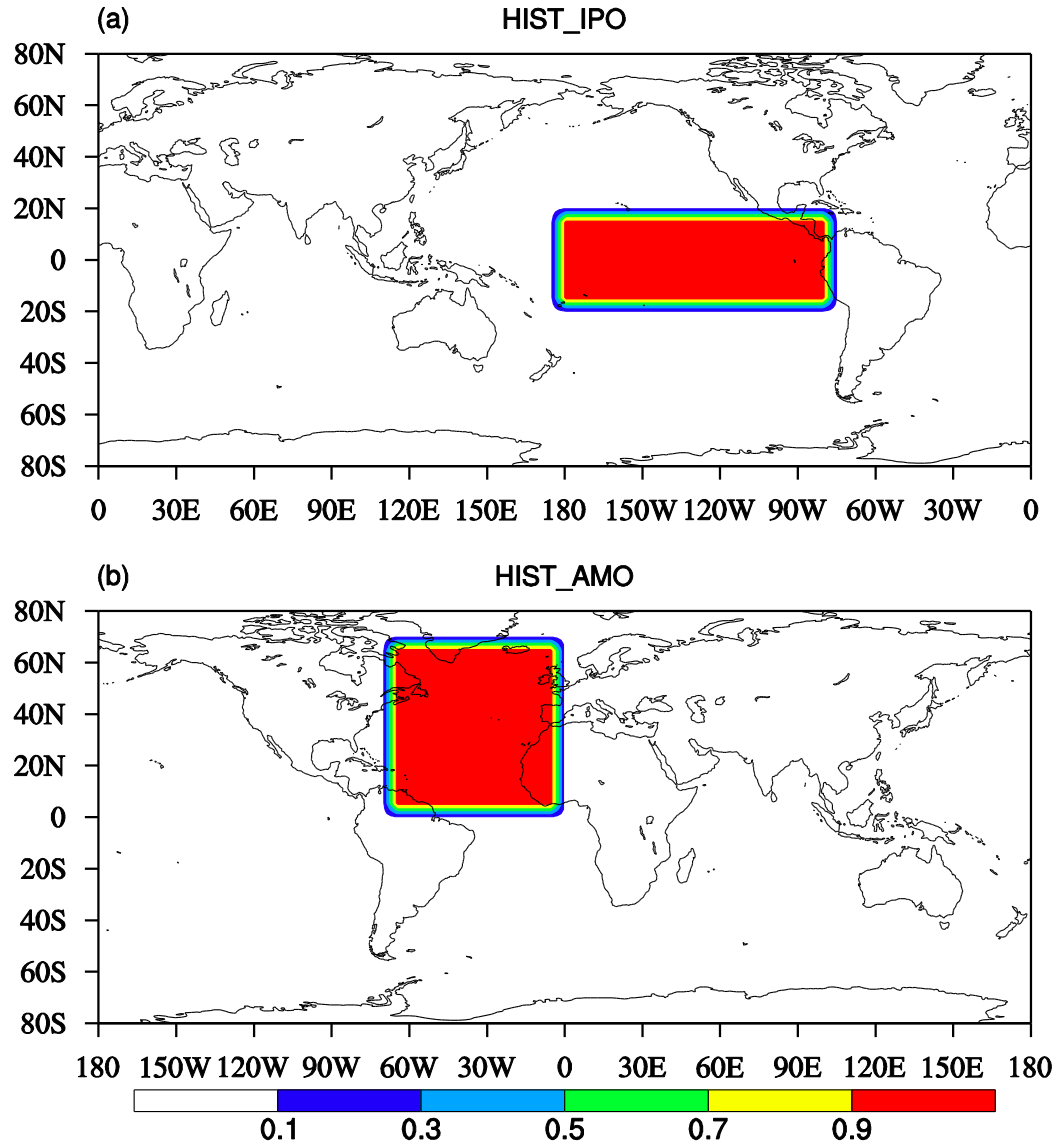 (a) HIST_IPO
80N
60N
40N
20N
0
20S
40S
60S
80S
0 30E 60E 90E 120E 150E 180 150W 120W 90W 60W 30W 0
(b) HIST_AMO
80N
60N
40N
20N
0
20S
40S
60S
80S
180 150W 120W 90W 60W 30W 0 30E 60E 90E 120E 150E 180
0.1 0.3 0.5 0.7 0.9